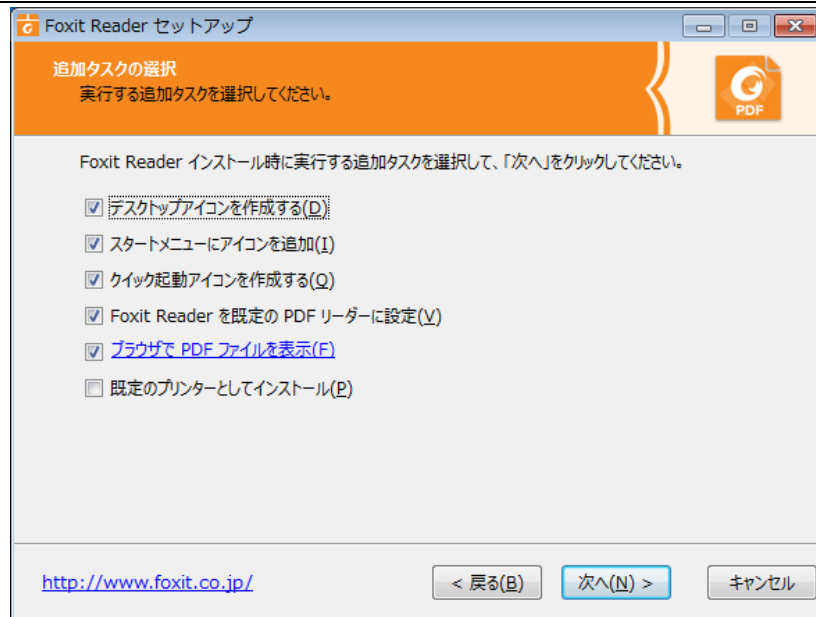 Foxit Reader セットアップ
追加タスクの選択
実行する追加タスクを選択してください。
PDF
Foxit Reader インストール時に実行する追加タスクを選択して、「次へ」をクリックしてください。
デスクトップアイコンを作成する(D)
スタートメニューにアイコンを追加(I)
クイック起動アイコンを作成する(Q)
Foxit Reader を既定の PDF リーダーに設定(V)
ブラウザで PDF ファイルを表示(F)
既定のプリンターとしてインストール(P)
http://www.foxit.co.jp/
< 戻る(B) 次へ(N) > キャンセル